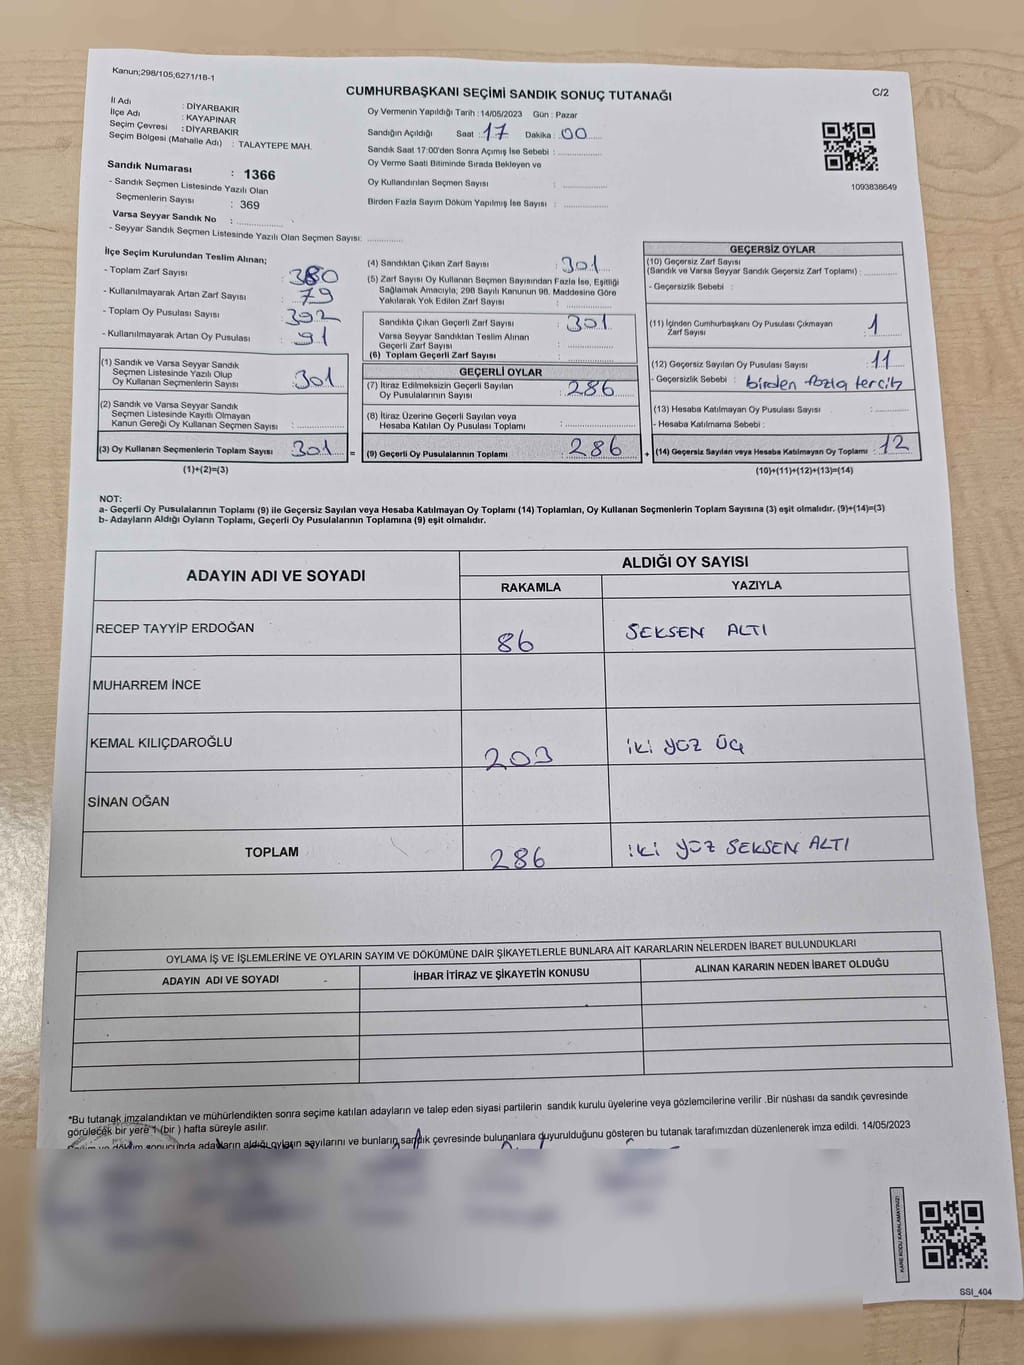 Kanun;298/105;6271/18-1
CUMHURBAŞKANI SEÇİMİ SANDIK SONUÇ TUTANAĞI
C/2
İl Adı : DİYARBAKIR
İlçe Adı : KAYAPINAR
Seçim Çevresi : DİYARBAKIR
Seçim Bölgesi (Mahalle Adı) : TALAYTEPE MAH.
Sandık Numarası : 1366
- Sandık Seçmen Listesinde Yazılı Olan
Seçmenlerin Sayısı : 369
Varsa Seyyar Sandık No :
- Seyyar Sandık Seçmen Listesinde Yazılı Olan Seçmen Sayısı:
Oy Vermenin Yapıldığı Tarih : 14/05/2023 Gün : Pazar
Sandığın Açıldığı Saat : 17 Dakika : 00
Sandık Saat 17:00'den Sonra Açımış İse Sebebi :
Oy Verme Saati Bitiminde Sırada Bekleyen ve
Oy Kullandırılan Seçmen Sayısı :
Birden Fazla Sayım Döküm Yapılmış İse Sayısı :
1093838649
İlçe Seçim Kurulundan Teslim Alınan;
- Toplam Zarf Sayısı : 380
- Kullanılmayarak Artan Zarf Sayısı : 79
- Toplam Oy Pusulası Sayısı : 392
- Kullanılmayarak Artan Oy Pusulası : 91
(1) Sandık ve Varsa Seyyar Sandık
Seçmen Listesinde Yazılı Olup
Oy Kullanan Seçmenlerin Sayısı : 301
(2) Sandık ve Varsa Seyyar Sandık
Seçmen Listesinde Kayıtlı Olmayan
Kanun Gereği Oy Kullanan Seçmen Sayısı :
(3) Oy Kullanan Seçmenlerin Toplam Sayısı 301 =
(1)+(2)=(3)
(4) Sandıktan Çıkan Zarf Sayısı : 301
(5) Zarf Sayısı Oy Kullanan Seçmen Sayısından Fazla İse, Eşitliği
Sağlamak Amacıyla, 298 Sayılı Kanunun 98. Maddesine Göre
Yakılarak Yok Edilen Zarf Sayısı :
Sandıkta Çıkan Geçerli Zarf Sayısı : 301
Varsa Seyyar Sandıktan Teslim Alınan
Geçerli Zarf Sayısı :
(6) Toplam Geçerli Zarf Sayısı :
GEÇERLİ OYLAR
(7) İtiraz Edilmeksizin Geçerli Sayılan
Oy Pusulalarının Sayısı : 286
(8) İtiraz Üzerine Geçerli Sayılan veya
Hesaba Katılan Oy Pusulası Toplamı :
(9) Geçerli Oy Pusulalarının Toplamı : 286 +
GEÇERSİZ OYLAR
(10) Geçersiz Zarf Sayısı
(Sandık ve Varsa Seyyar Sandık Geçersiz Zarf Toplamı) :
- Geçersizlik Sebebi :
(11) İçinden Cumhurbaşkanı Oy Pusulası Çıkmayan
Zarf Sayısı : 1
(12) Geçersiz Sayılan Oy Pusulası Sayısı : 11
- Geçersizlik Sebebi : birden fazla tercih
(13) Hesaba Katılmayan Oy Pusulası Sayısı :
- Hesaba Katılmama Sebebi :
(14) Geçersiz Sayılan veya Hesaba Katılmayan Oy Toplamı : 12
(10)+(11)+(12)+(13)=(14)
NOT:
a- Geçerli Oy Pusulalarının Toplamı (9) ile Geçersiz Sayılan veya Hesaba Katılmayan Oy Toplamı (14) Toplamları, Oy Kullanan Seçmenlerin Toplam Sayısına (3) eşit olmalıdır. (9)+(14)=(3)
b- Adayların Aldığı Oyların Toplamı, Geçerli Oy Pusulalarının Toplamına (9) eşit olmalıdır.
ADAYIN ADI VE SOYADI
ALDIĞI OY SAYISI
RAKAMLA YAZIYLA
RECEP TAYYİP ERDOĞAN 86 SEKSEN ALTI
MUHARREM İNCE
KEMAL KILIÇDAROĞLU 203 iki yüz üç
SİNAN OĞAN
TOPLAM 286 iki yüz SEKSEN ALTI
OYLAMA İŞ VE İŞLEMLERİNE VE OYLARIN SAYIM VE DÖKÜMÜNE DAİR ŞİKAYETLERLE BUNLARA AİT KARARLARIN NELERDEN İBARET BULUNDUKLARI
ADAYIN ADI VE SOYADI İHBAR İTİRAZ VE ŞİKAYETİN KONUSU ALINAN KARARIN NEDEN İBARET OLDUĞU
*Bu tutanak imzalandıktan ve mühürlendikten sonra seçime katılan adayların ve talep eden siyasi partilerin sandık kurulu üyelerine veya gözlemcilerine verilir .Bir nüshası da sandık çevresinde
görülecek bir yere 1 (bir ) hafta süreyle asılır.
sonucunda adayların aldığı oyların sayılarını ve bunların sandık çevresinde bulunanlara duyurulduğunu gösteren bu tutanak tarafımızdan düzenlenerek imza edildi. 14/05/2023
KARE KODU KARALAMAYINIZ!
SSI_404